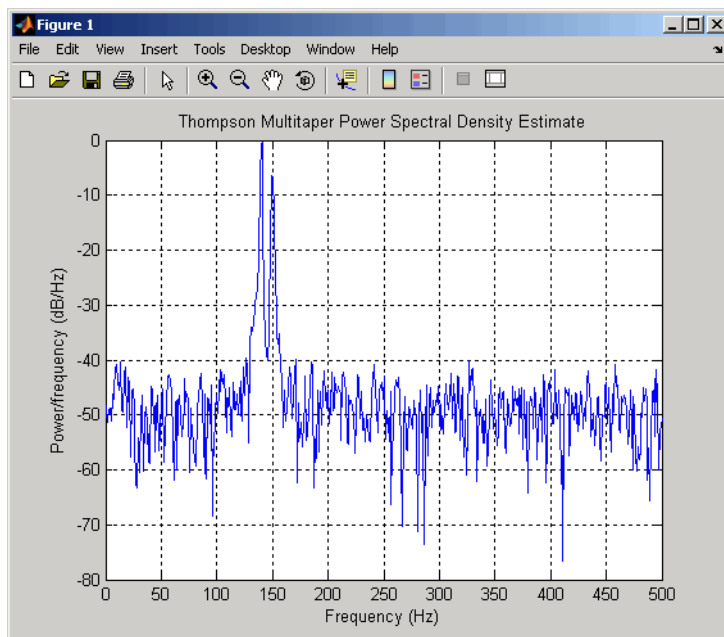 Figure 1
File Edit View Insert Tools Desktop Window Help
Thompson Multitaper Power Spectral Density Estimate
0
-10
-20
-30
-40
-50
-60
-70
-80
Power/frequency (dB/Hz)
0 50 100 150 200 250 300 350 400 450 500
Frequency (Hz)